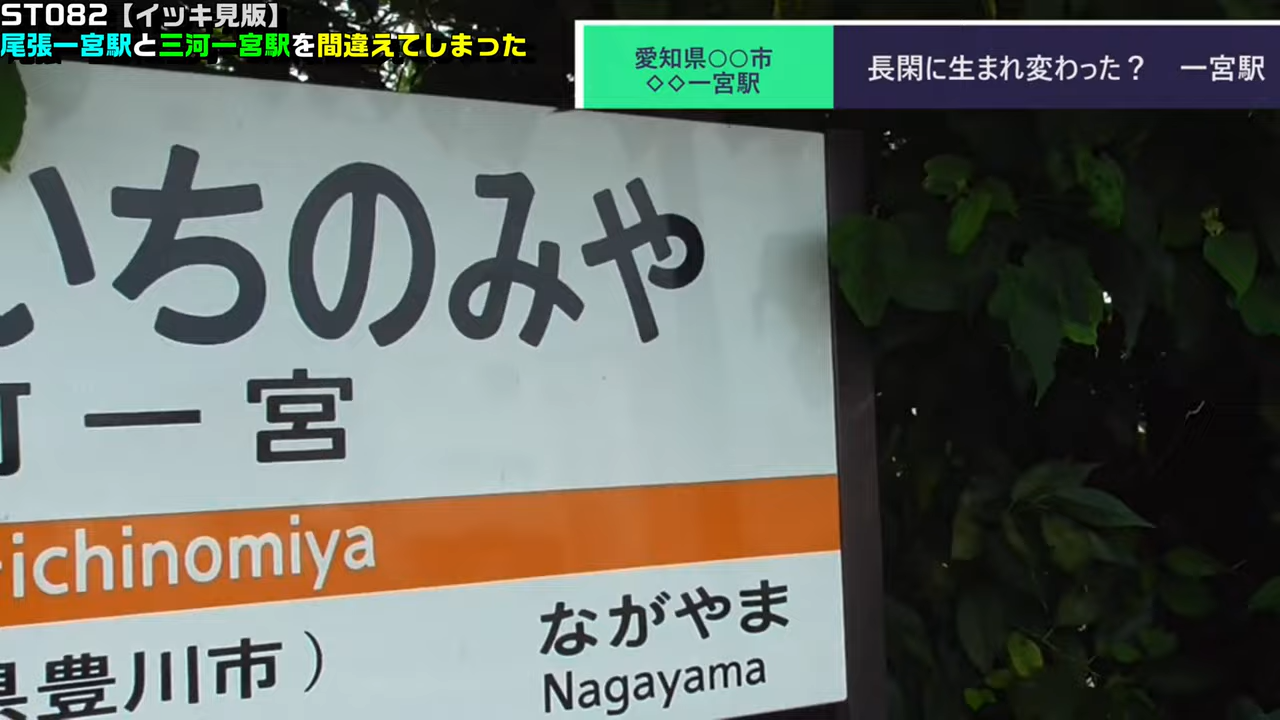 STO82【イッキ見版】
尾張一宮駅と三河一宮駅を間違えてしまった
愛知県○○市
◇◇一宮駅
長閑に生まれ変わった？　一宮駅
いちのみや
一宮
-ichinomiya
豊川市）
ながやま
Nagayama